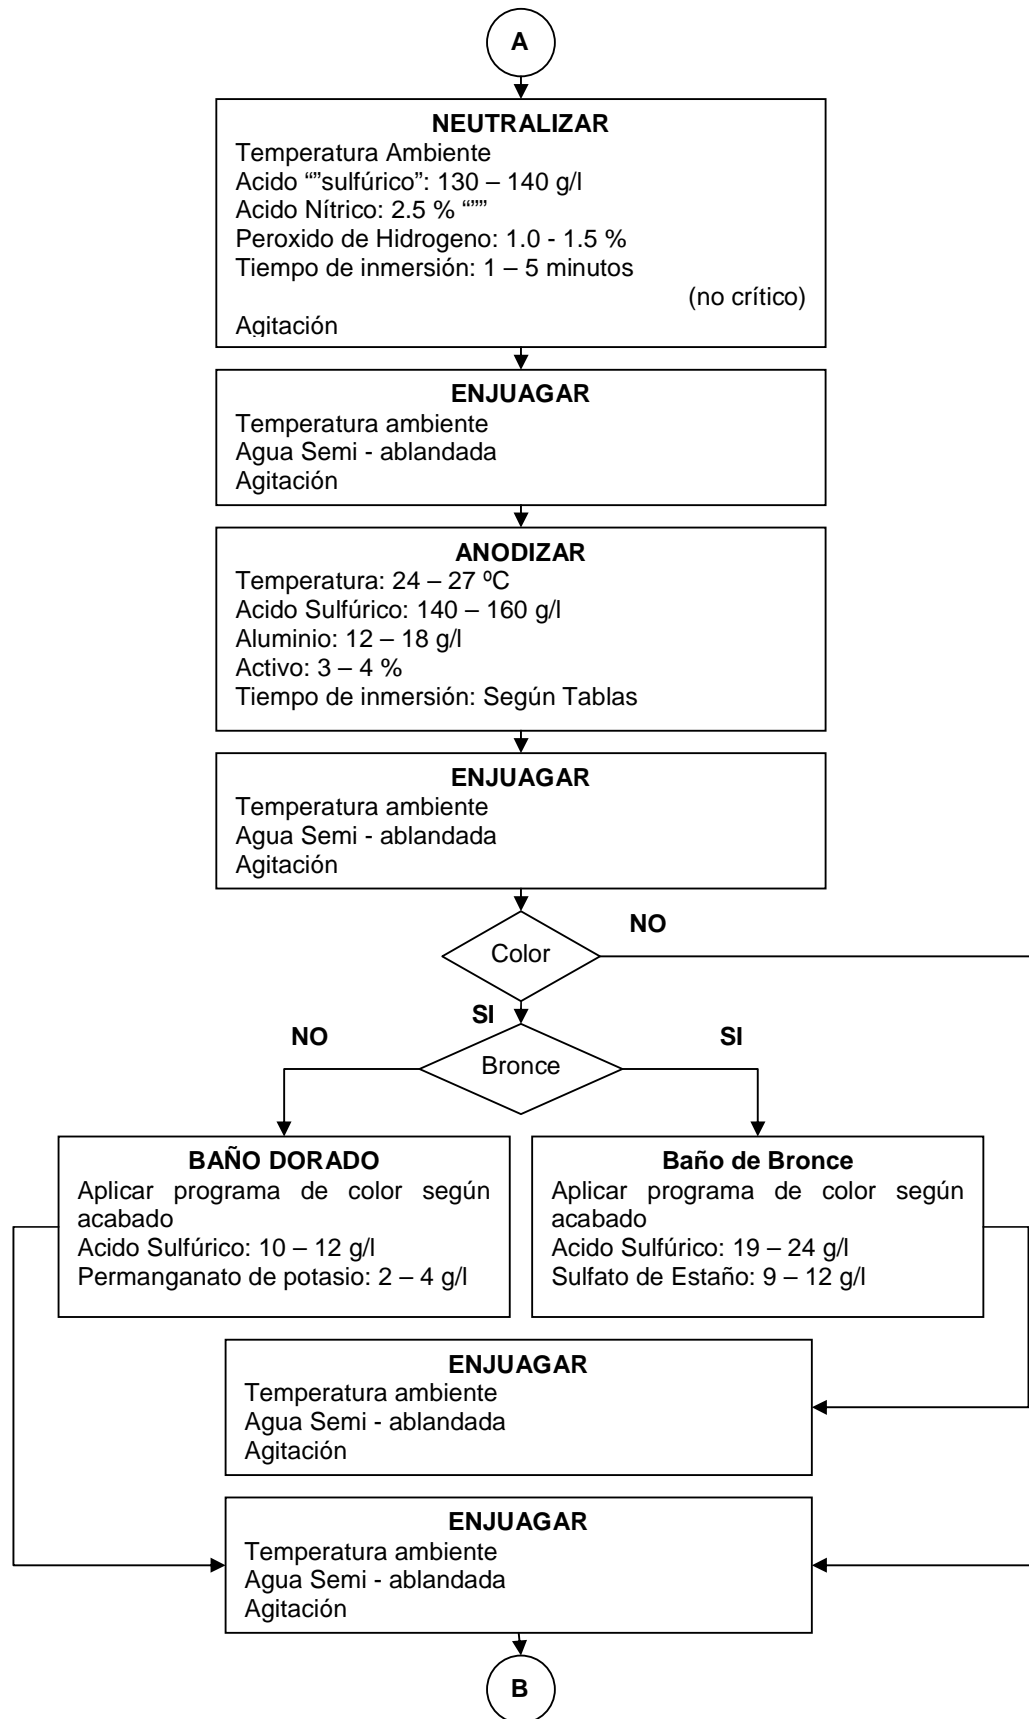 A
NEUTRALIZAR
Temperatura Ambiente
Acido “”sulfúrico”: 130 – 140 g/l
Acido Nítrico: 2.5 % “””
Peroxido de Hidrogeno: 1.0 - 1.5 %
Tiempo de inmersión: 1 – 5 minutos
(no crítico)
Agitación
ENJUAGAR
Temperatura ambiente
Agua Semi - ablandada
Agitación
ANODIZAR
Temperatura: 24 – 27 ºC
Acido Sulfúrico: 140 – 160 g/l
Aluminio: 12 – 18 g/l
Activo: 3 – 4 %
Tiempo de inmersión: Según Tablas
ENJUAGAR
Temperatura ambiente
Agua Semi - ablandada
Agitación
NO
Color
SI
NO
SI
Bronce
BAÑO DORADO
Aplicar programa de color según
acabado
Acido Sulfúrico: 10 – 12 g/l
Permanganato de potasio: 2 – 4 g/l
Baño de Bronce
Aplicar programa de color según
acabado
Acido Sulfúrico: 19 – 24 g/l
Sulfato de Estaño: 9 – 12 g/l
ENJUAGAR
Temperatura ambiente
Agua Semi - ablandada
Agitación
ENJUAGAR
Temperatura ambiente
Agua Semi - ablandada
Agitación
B